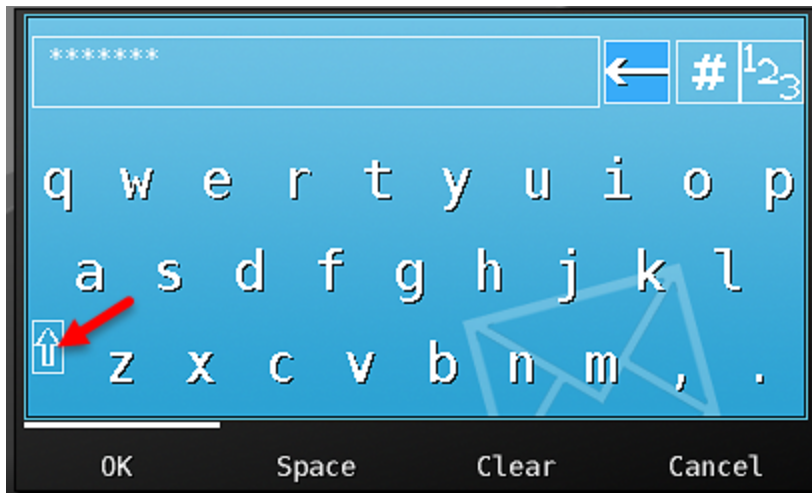 *******
# 123
q w e r t y u i o p
a s d f g h j k l
z x c v b n m , .
OK Space Clear Cancel